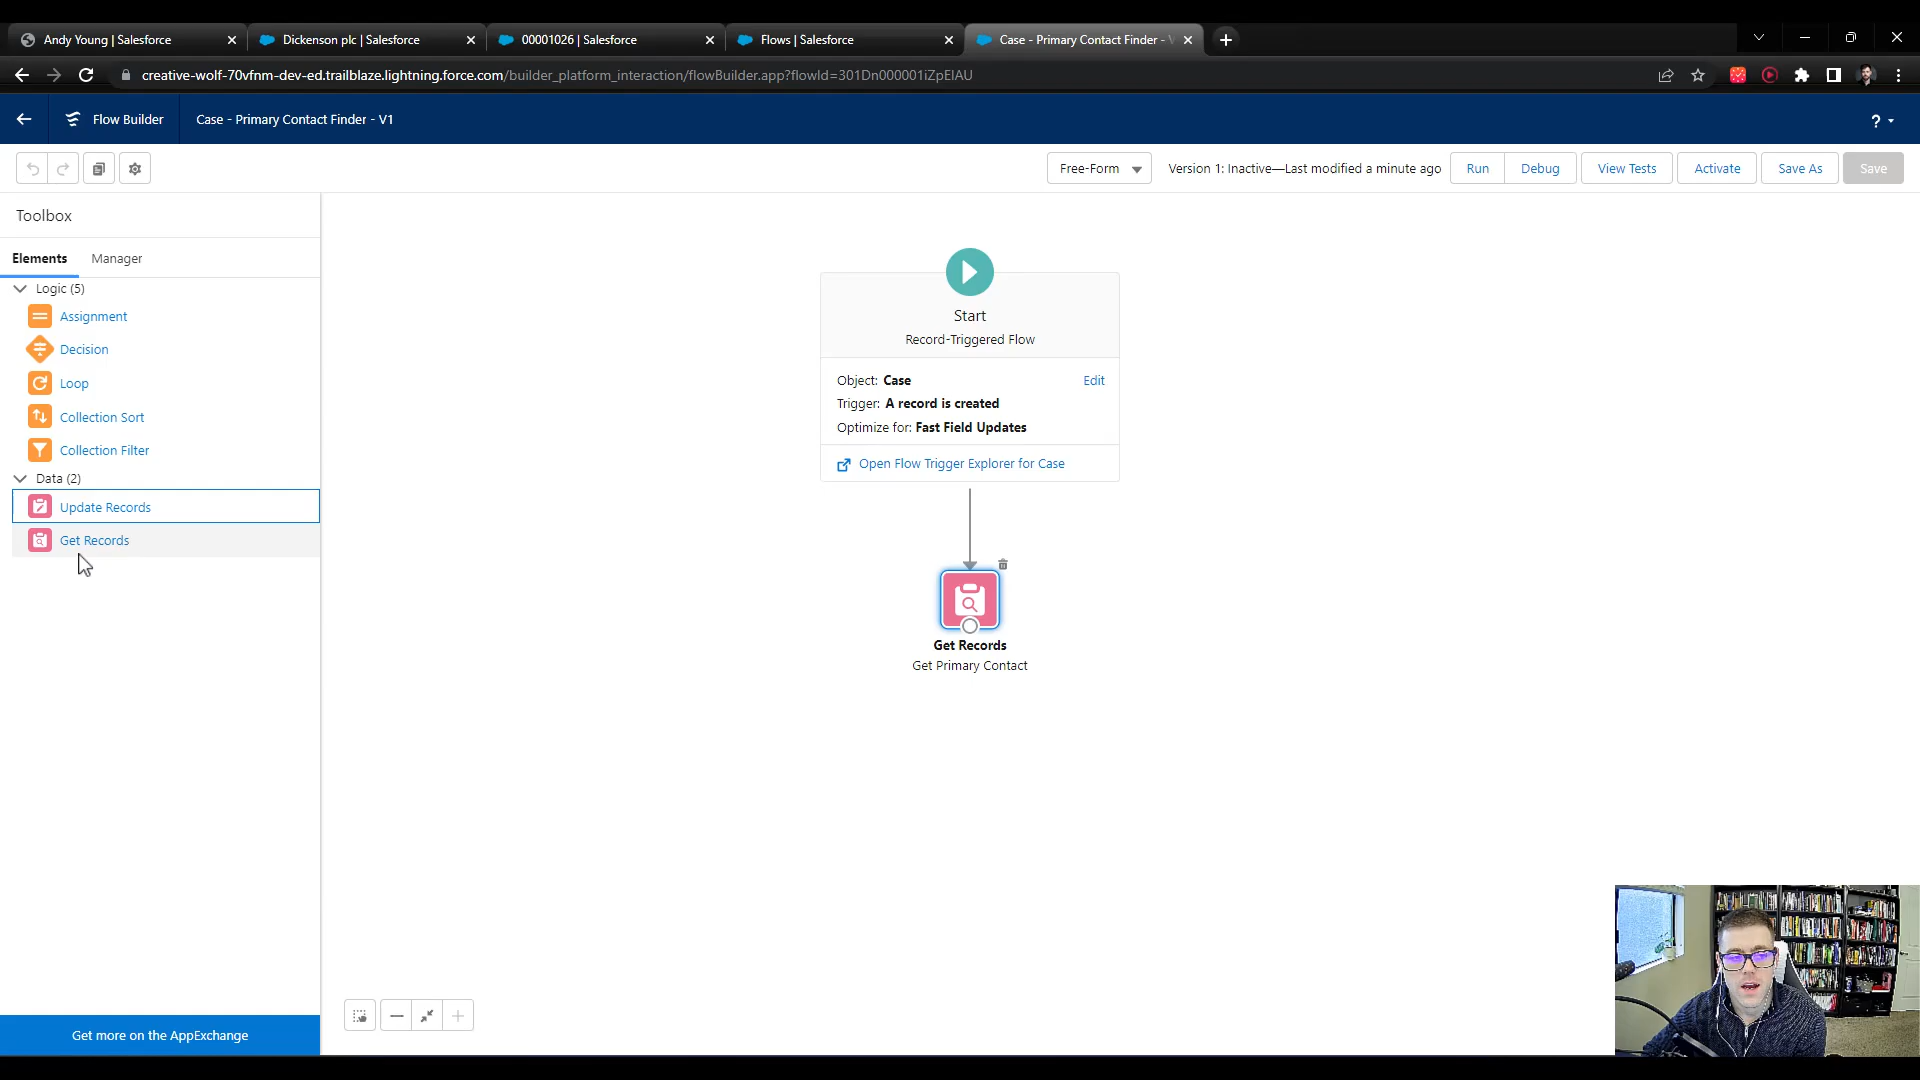 Andy Young | Salesforce
Dickenson plc | Salesforce
00001026 | Salesforce
Flows | Salesforce
Case - Primary Contact Finder -
creative-wolf-70vfnm-dev-ed.trailblaze.lightning.force.com/builder_platform_interaction/flowBuilder.app?flowId=301Dn000001iZpEIAU
Flow Builder
Case - Primary Contact Finder - V1
?
Free-Form
Version 1: Inactive—Last modified a minute ago
Run
Debug
View Tests
Activate
Save As
Save
Toolbox
Elements
Manager
Logic (5)
Assignment
Decision
Loop
Collection Sort
Collection Filter
Data (2)
Update Records
Get Records
Get more on the AppExchange
Start
Record-Triggered Flow
Object: Case
Edit
Trigger: A record is created
Optimize for: Fast Field Updates
Open Flow Trigger Explorer for Case
Get Records
Get Primary Contact